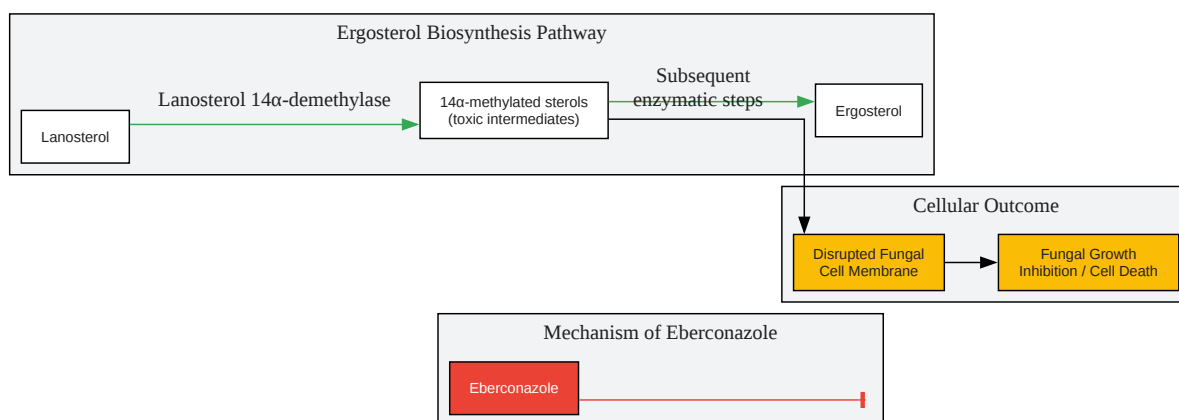 Ergosterol Biosynthesis Pathway
Lanosterol 14α-demethylase
Subsequent
enzymatic steps
Lanosterol
14α-methylated sterols
(toxic intermediates)
Ergosterol
Cellular Outcome
Disrupted Fungal
Cell Membrane
Fungal Growth
Inhibition / Cell Death
Mechanism of Eberconazole
Eberconazole